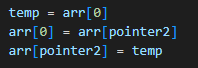 temp = arr[0]
arr[0] = arr[pointer2]
arr[pointer2] = temp